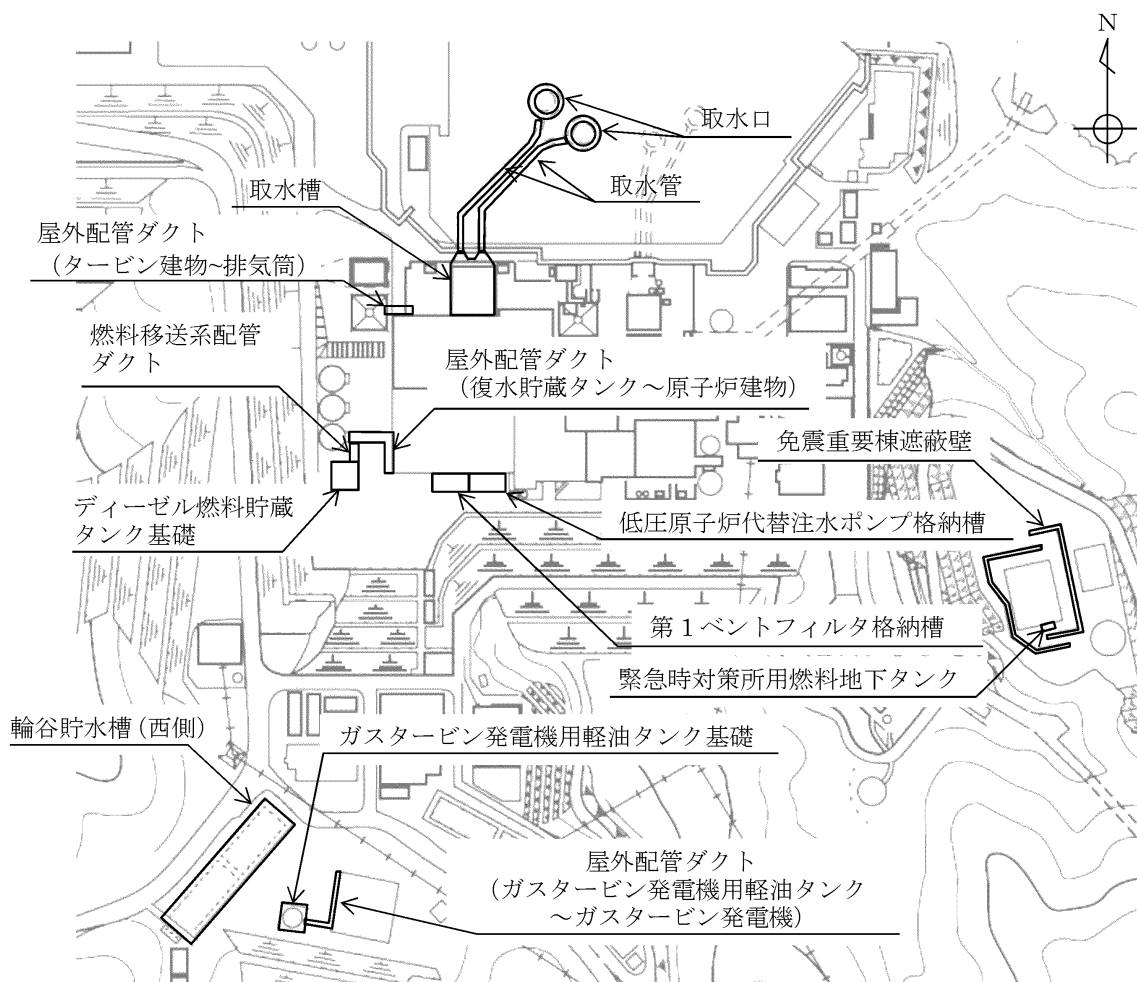 N
取水口
取水管
取水槽
屋外配管ダクト
（タービン建物~排気筒）
燃料移送系配管
ダクト
屋外配管ダクト
（復水貯蔵タンク～原子炉建物）
免震重要棟遮蔽壁
ディーゼル燃料貯蔵
タンク基礎
低圧原子炉代替注水ポンプ格納槽
第１ベントフィルタ格納槽
緊急時対策所用燃料地下タンク
輪谷貯水槽（西側）
ガスタービン発電機用軽油タンク基礎
屋外配管ダクト
（ガスタービン発電機用軽油タンク
～ガスタービン発電機）